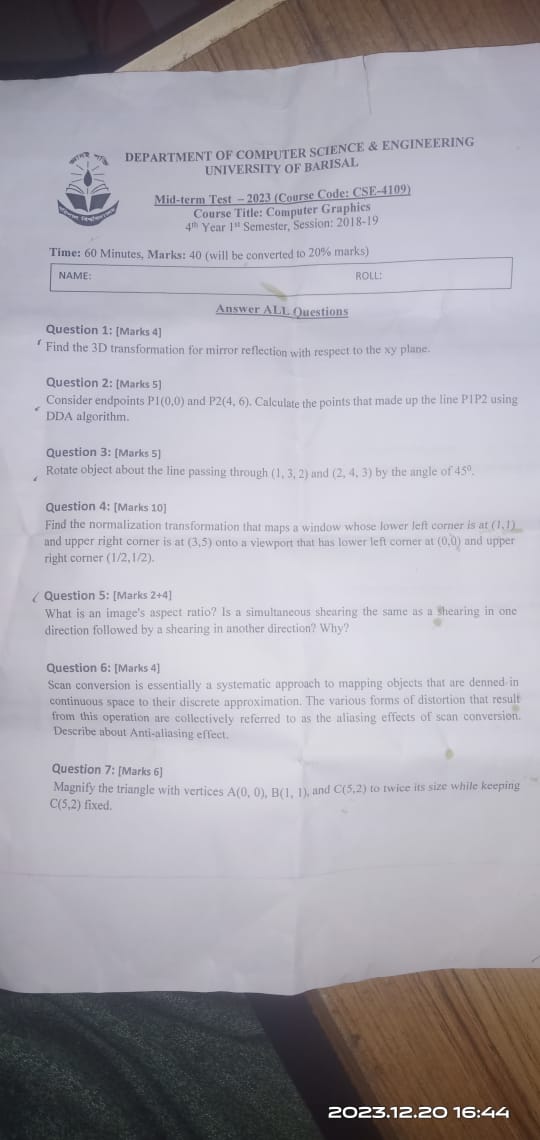 DEPARTMENT OF COMPUTER SCIENCE & ENGINEERING
UNIVERSITY OF BARISAL
Mid-term Test – 2023 (Course Code: CSE-4109)
Course Title: Computer Graphics
4th Year 1st Semester, Session: 2018-19
Time: 60 Minutes, Marks: 40 (will be converted to 20% marks)
NAME: ROLL:
Answer ALL Questions
Question 1: [Marks 4]
Find the 3D transformation for mirror reflection with respect to the xy plane.
Question 2: [Marks 5]
Consider endpoints P1(0,0) and P2(4, 6). Calculate the points that made up the line P1P2 using
DDA algorithm.
Question 3: [Marks 5]
Rotate object about the line passing through (1, 3, 2) and (2, 4, 3) by the angle of 45⁰.
Question 4: [Marks 10]
Find the normalization transformation that maps a window whose lower left corner is at (1,1)
and upper right corner is at (3,5) onto a viewport that has lower left corner at (0,0) and upper
right corner (1/2,1/2).
Question 5: [Marks 2+4]
What is an image's aspect ratio? Is a simultaneous shearing the same as a shearing in one
direction followed by a shearing in another direction? Why?
Question 6: [Marks 4]
Scan conversion is essentially a systematic approach to mapping objects that are denned in
continuous space to their discrete approximation. The various forms of distortion that result
from this operation are collectively referred to as the aliasing effects of scan conversion.
Describe about Anti-aliasing effect.
Question 7: [Marks 6]
Magnify the triangle with vertices A(0, 0), B(1, 1), and C(5,2) to twice its size while keeping
C(5,2) fixed.
2023.12.20 16:44